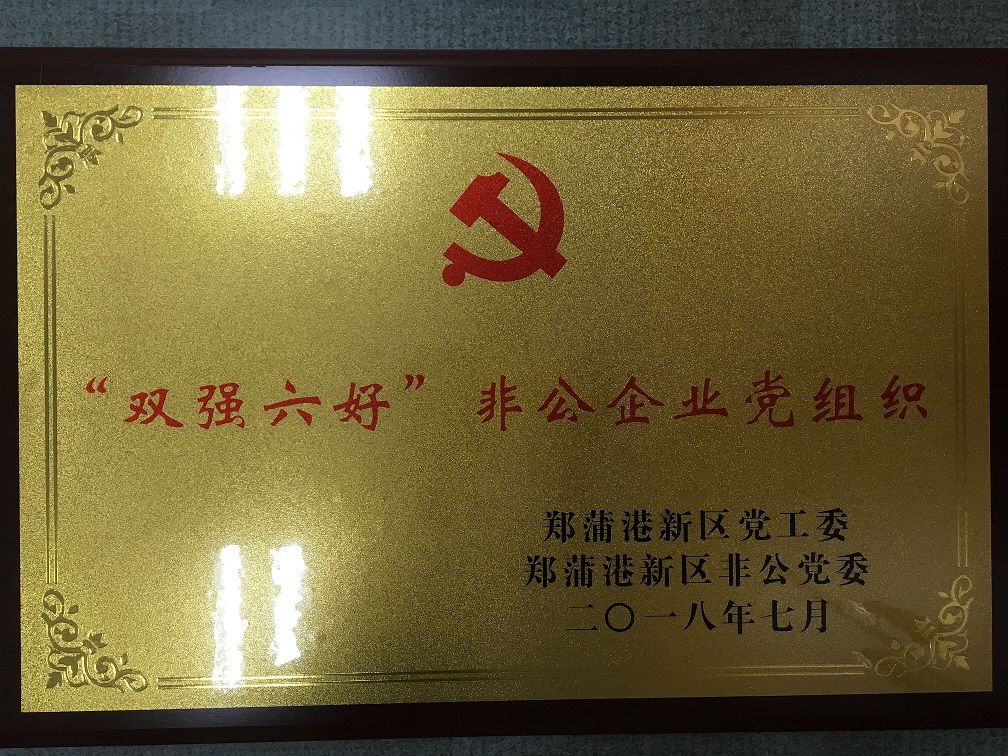 “双强六好”非公企业党组织
郑蒲港新区党工委
郑蒲港新区非公党委
二〇一八年七月